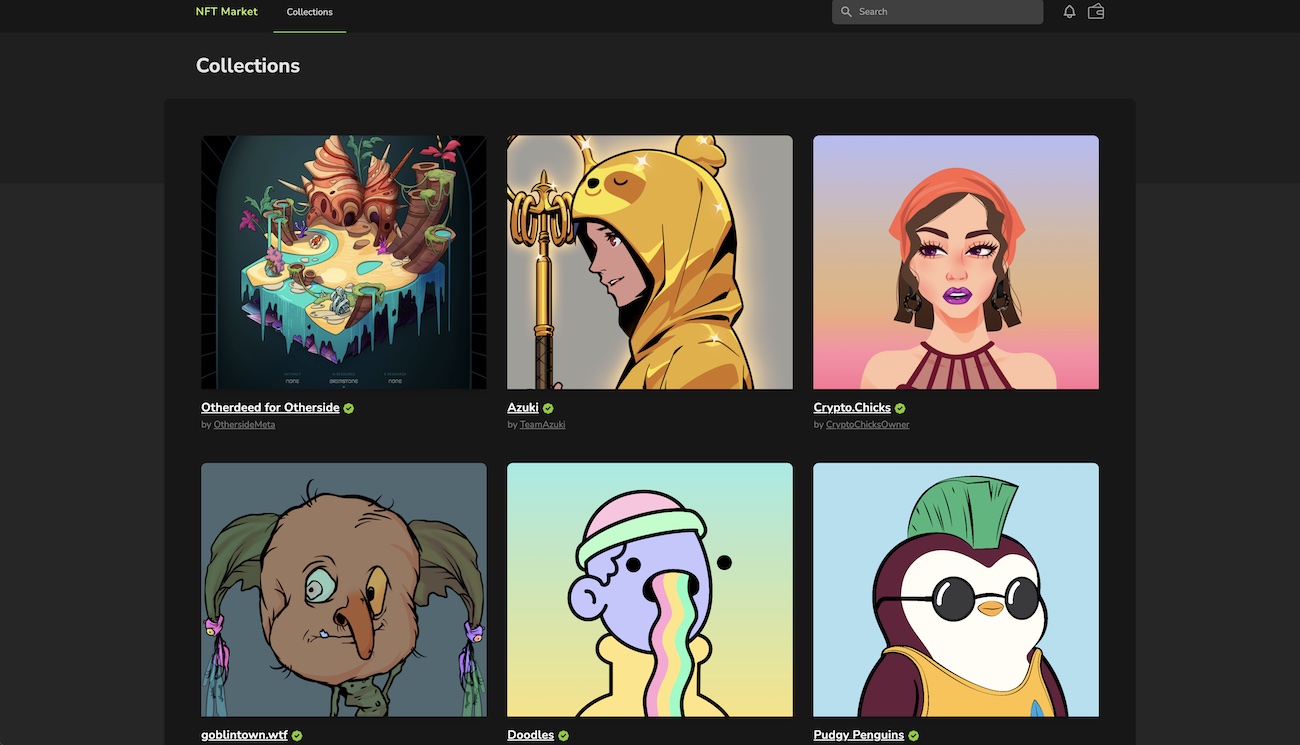 NFT Market
Collections
Search
Collections
NONE
BRIMSTONE
NONE
Otherdeed for Otherside
by OthersideMeta
Azuki
by TeamAzuki
Crypto.Chicks
by CryptoChicksOwner
goblintown.wtf
Doodles
Pudgy Penguins